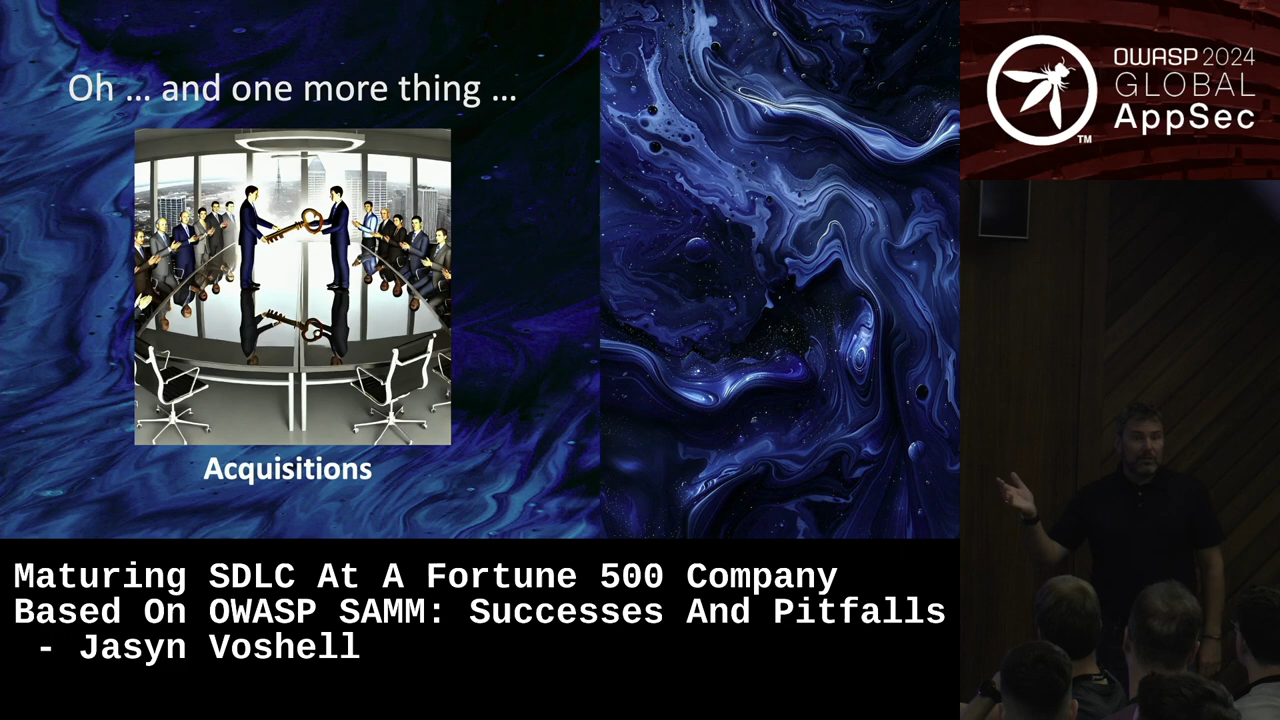 Oh ... and one more thing ...
Acquisitions
OWASP 2024
GLOBAL
AppSec
TM
Maturing SDLC At A Fortune 500 Company
Based On OWASP SAMM: Successes And Pitfalls
- Jasyn Voshell